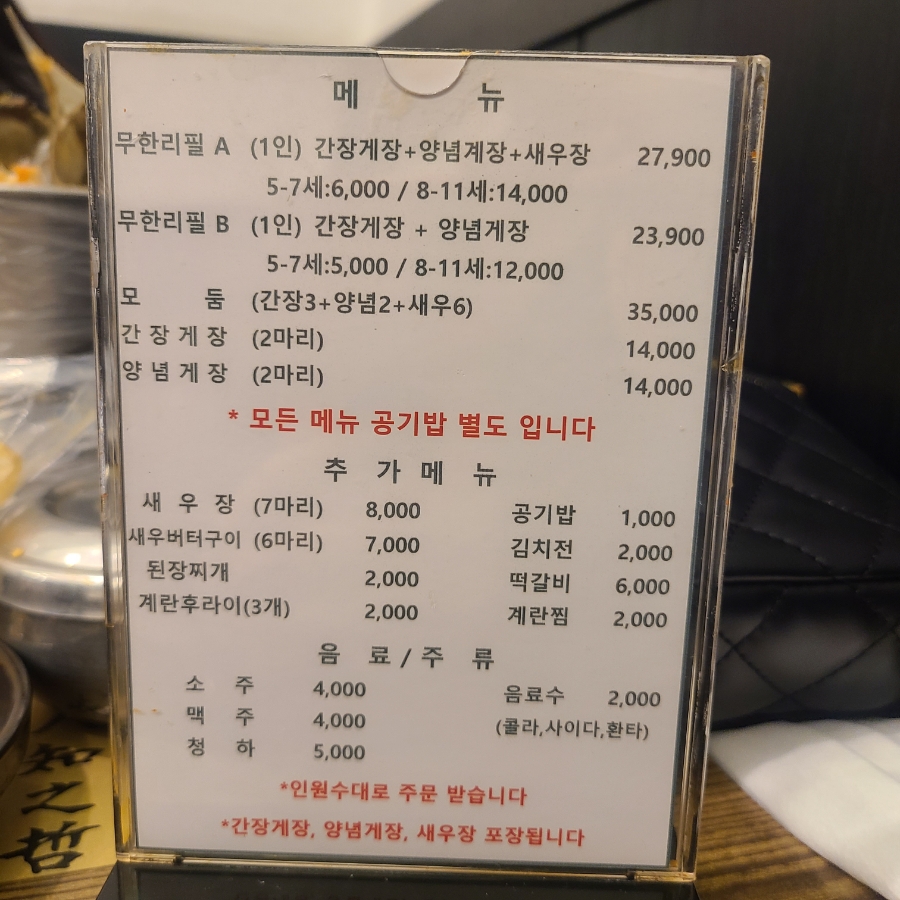 메 뉴
무한리필 A (1인) 간장게장+양념계장+새우장 27,900
5-7세:6,000 / 8-11세:14,000
무한리필 B (1인) 간장게장 + 양념게장 23,900
5-7세:5,000 / 8-11세:12,000
모 둠 (간장3+양념2+새우6) 35,000
간 장 게 장 (2마리) 14,000
양 념 게 장 (2마리) 14,000
* 모든 메뉴 공기밥 별도 입니다
추 가 메 뉴
새 우 장 (7마리) 8,000 공기밥 1,000
새우버터구이 (6마리) 7,000 김치전 2,000
된장찌개 2,000 떡갈비 6,000
계란후라이(3개) 2,000 계란찜 2,000
음 료 / 주 류
소 주 4,000 음료수 2,000
맥 주 4,000 (콜라,사이다,환타)
청 하 5,000
*인원수대로 주문 받습니다
*간장게장, 양념게장, 새우장 포장됩니다
知之哲